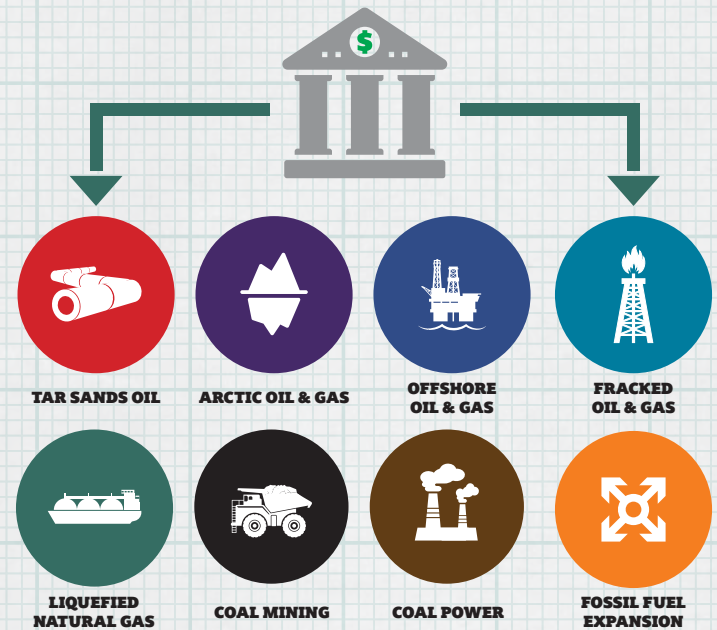 $
TAR SANDS OIL
ARCTIC OIL & GAS
OFFSHORE
OIL & GAS
FRACKED
OIL & GAS
LIQUEFIED
NATURAL GAS
COAL MINING
COAL POWER
FOSSIL FUEL
EXPANSION